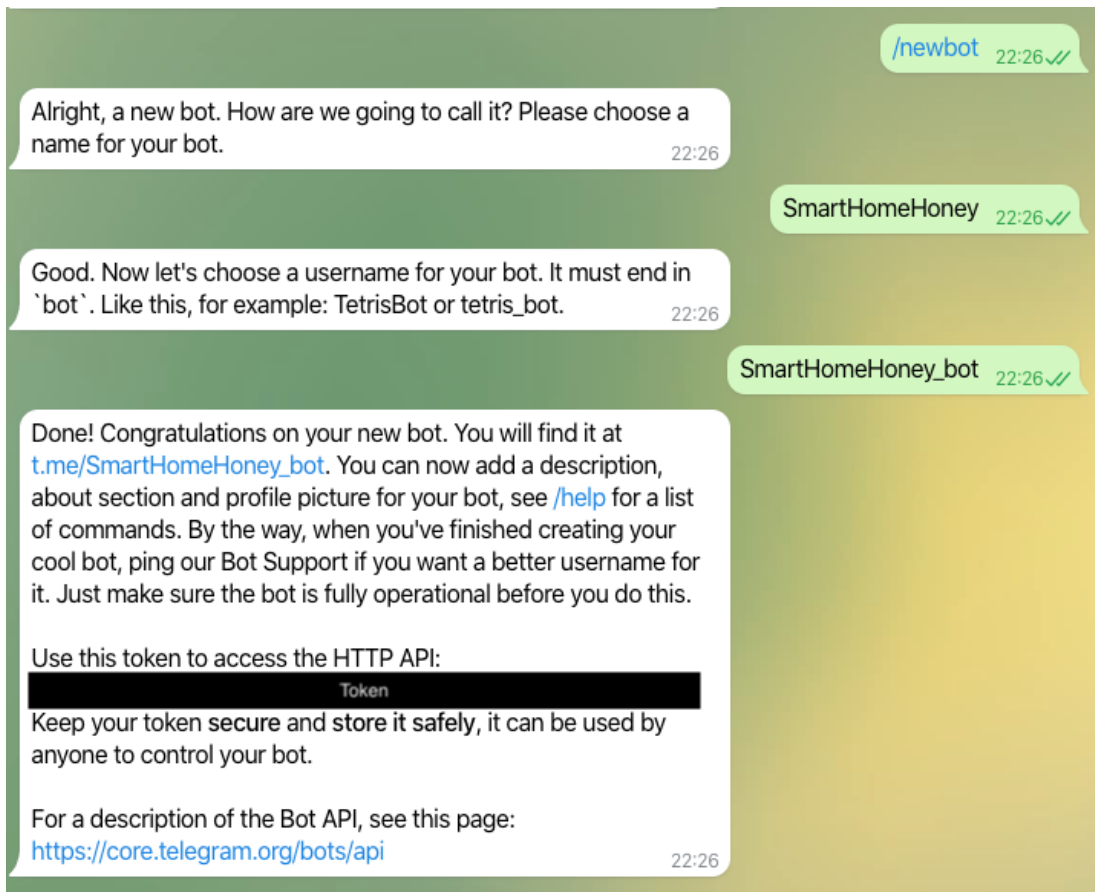 /newbot 22:26
Alright, a new bot. How are we going to call it? Please choose a
name for your bot.
22:26
SmartHomeHoney 22:26
Good. Now let's choose a username for your bot. It must end in
`bot`. Like this, for example: TetrisBot or tetris_bot.
22:26
SmartHomeHoney_bot 22:26
Done! Congratulations on your new bot. You will find it at
t.me/SmartHomeHoney_bot. You can now add a description,
about section and profile picture for your bot, see /help for a list
of commands. By the way, when you've finished creating your
cool bot, ping our Bot Support if you want a better username for
it. Just make sure the bot is fully operational before you do this.
Use this token to access the HTTP API:
Token
Keep your token secure and store it safely, it can be used by
anyone to control your bot.
For a description of the Bot API, see this page:
https://core.telegram.org/bots/api
22:26